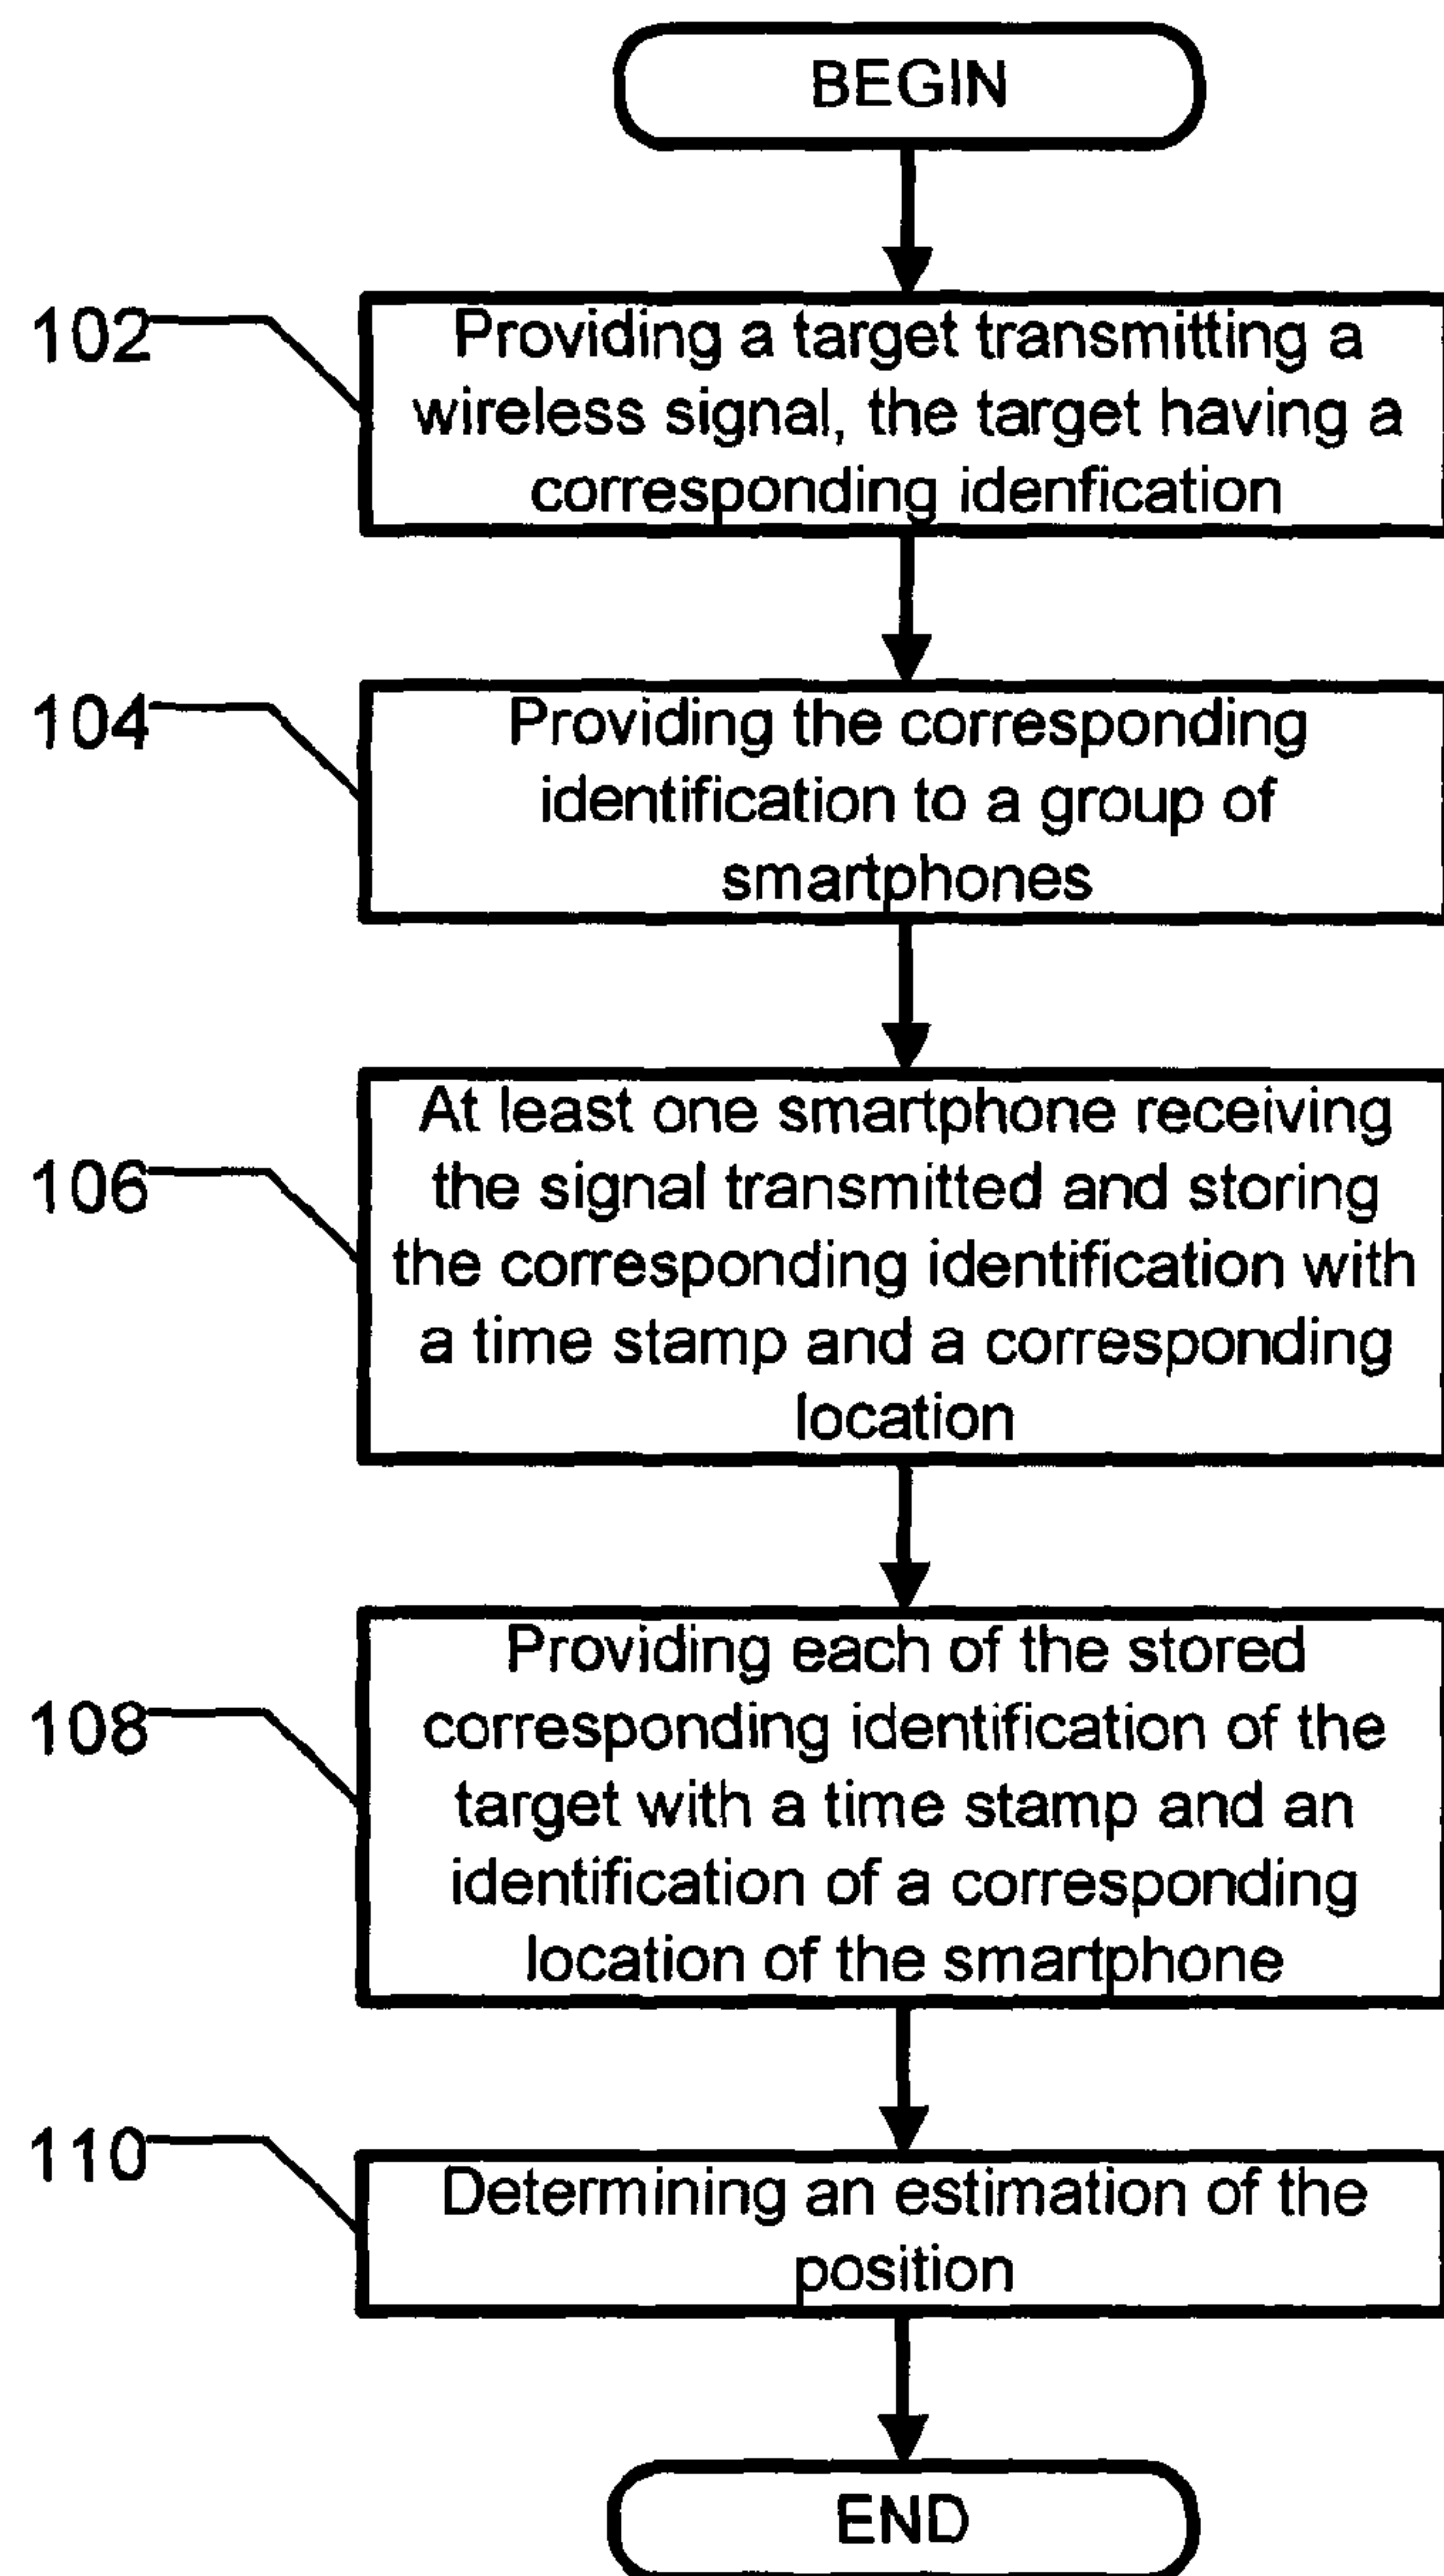 BEGIN
102
Providing a target transmitting a
wireless signal, the target having a
corresponding idenfication
104
Providing the corresponding
identification to a group of
smartphones
106
At least one smartphone receiving
the signal transmitted and storing
the corresponding identification with
a time stamp and a corresponding
location
108
Providing each of the stored
corresponding identification of the
target with a time stamp and an
identification of a corresponding
location of the smartphone
110
Determining an estimation of the
position
END